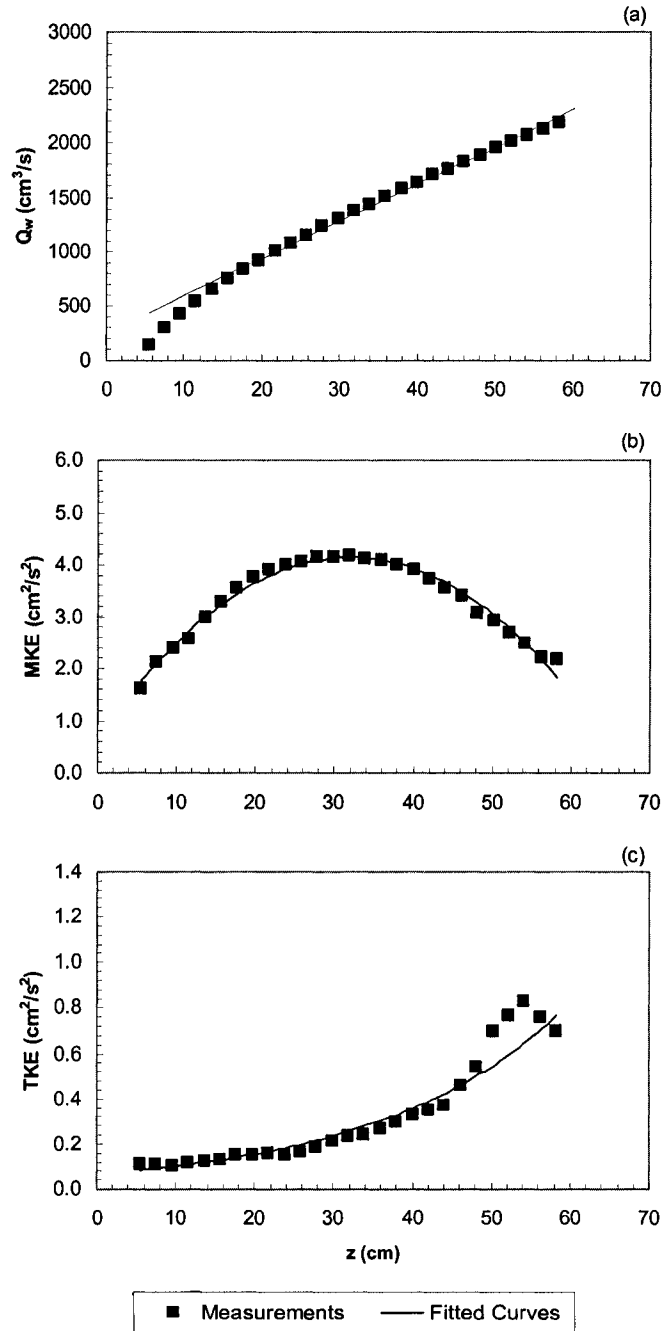 (a)
3000
2500
2000
1500
1000
500
0
Qw (cm³/s)
0 10 20 30 40 50 60 70
(b)
6.0
5.0
4.0
3.0
2.0
1.0
0.0
MKE (cm²/s²)
0 10 20 30 40 50 60 70
(c)
1.4
1.2
1.0
0.8
0.6
0.4
0.2
0.0
TKE (cm²/s²)
0 10 20 30 40 50 60 70
z (cm)
Measurements Fitted Curves